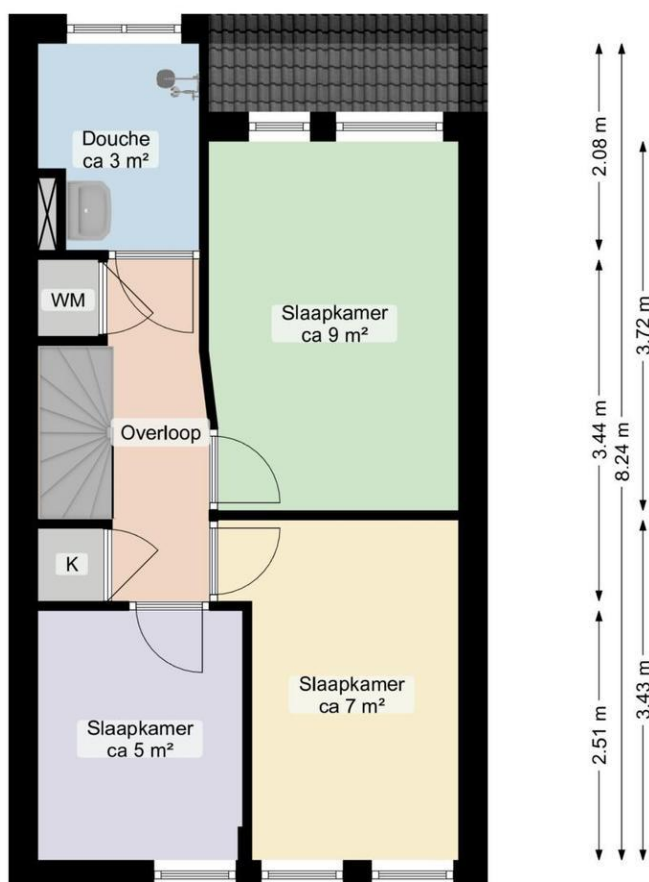 Douche
ca 3 m²
WM
Slaapkamer
ca 9 m²
Overloop
K
Slaapkamer
ca 7 m²
Slaapkamer
ca 5 m²
2.08 m
3.72 m
3.44 m
8.24 m
3.43 m
2.51 m